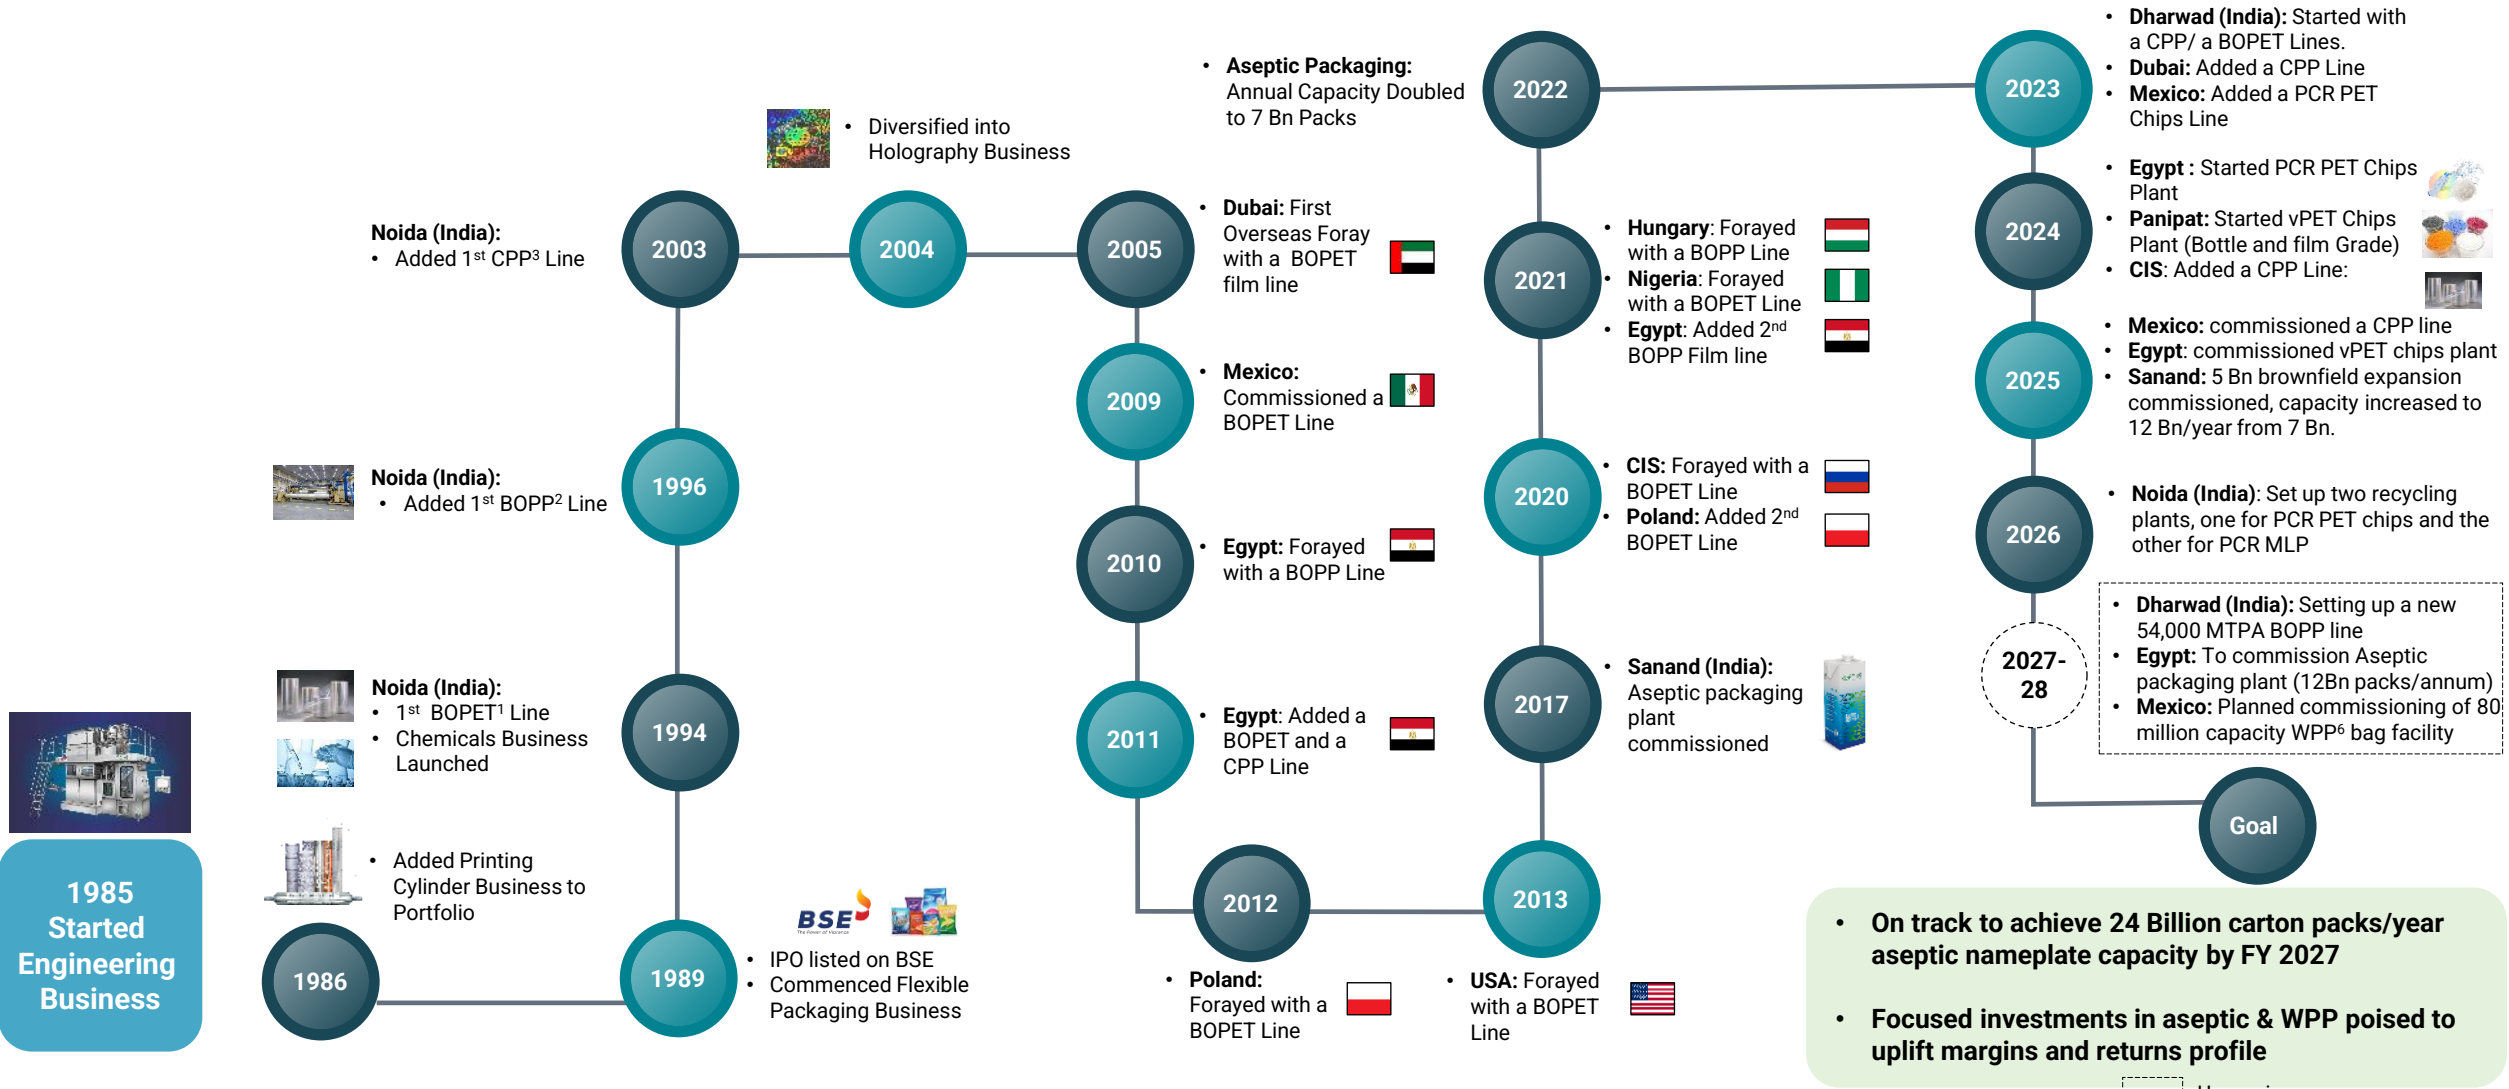 1985
Started
Engineering
Business
1986
• Added Printing
Cylinder Business to
Portfolio
1989
BSE
• IPO listed on BSE
• Commenced Flexible
Packaging Business
1994
Noida (India):
• 1st BOPET1 Line
• Chemicals Business
Launched
1996
Noida (India):
• Added 1st BOPP2 Line
2003
Noida (India):
• Added 1st CPP3 Line
2004
• Diversified into
Holography Business
2005
• Dubai: First
Overseas Foray
with a BOPET
film line
2009
• Mexico:
Commissioned a
BOPET Line
2010
• Egypt: Forayed
with a BOPP Line
2011
• Egypt: Added a
BOPET and a
CPP Line
2012
• Poland:
Forayed with a
BOPET Line
2013
• USA: Forayed
with a BOPET
Line
2017
• Sanand (India):
Aseptic packaging
plant
commissioned
2020
• CIS: Forayed with a
BOPET Line
• Poland: Added 2nd
BOPET Line
2021
• Hungary: Forayed
with a BOPP Line
• Nigeria: Forayed
with a BOPET Line
• Egypt: Added 2nd
BOPP Film line
2022
• Aseptic Packaging:
Annual Capacity Doubled
to 7 Bn Packs
2023
• Dharwad (India): Started with
a CPP/ a BOPET Lines.
• Dubai: Added a CPP Line
• Mexico: Added a PCR PET
Chips Line
2024
• Egypt : Started PCR PET Chips
Plant
• Panipat: Started vPET Chips
Plant (Bottle and film Grade)
• CIS: Added a CPP Line:
2025
• Mexico: commissioned a CPP line
• Egypt: commissioned vPET chips plant
• Sanand: 5 Bn brownfield expansion
commissioned, capacity increased to
12 Bn/year from 7 Bn.
2026
• Noida (India): Set up two recycling
plants, one for PCR PET chips and the
other for PCR MLP
2027-
28
• Dharwad (India): Setting up a new
54,000 MTPA BOPP line
• Egypt: To commission Aseptic
packaging plant (12Bn packs/annum)
• Mexico: Planned commissioning of 80
million capacity WPP6 bag facility
Goal
• On track to achieve 24 Billion carton packs/year
aseptic nameplate capacity by FY 2027
• Focused investments in aseptic & WPP poised to
uplift margins and returns profile